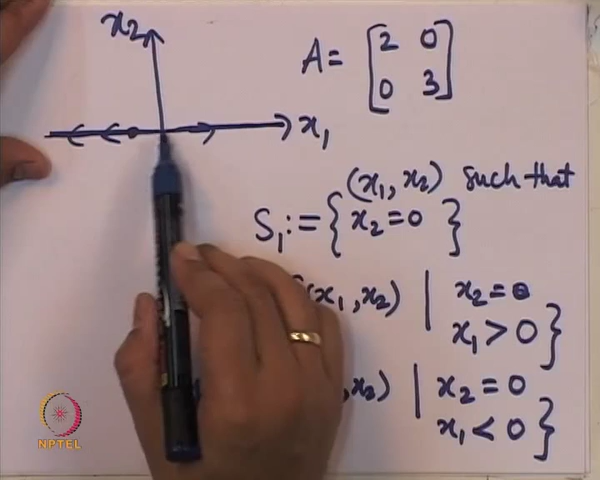 x2
x1
A = [2 0
0 3]
(x1, x2) such that
S1 := { x2 = 0 }
(x1, x2) | x2 = 0
x1 > 0 }
, x2) | x2 = 0
x1 < 0 }
NPTEL